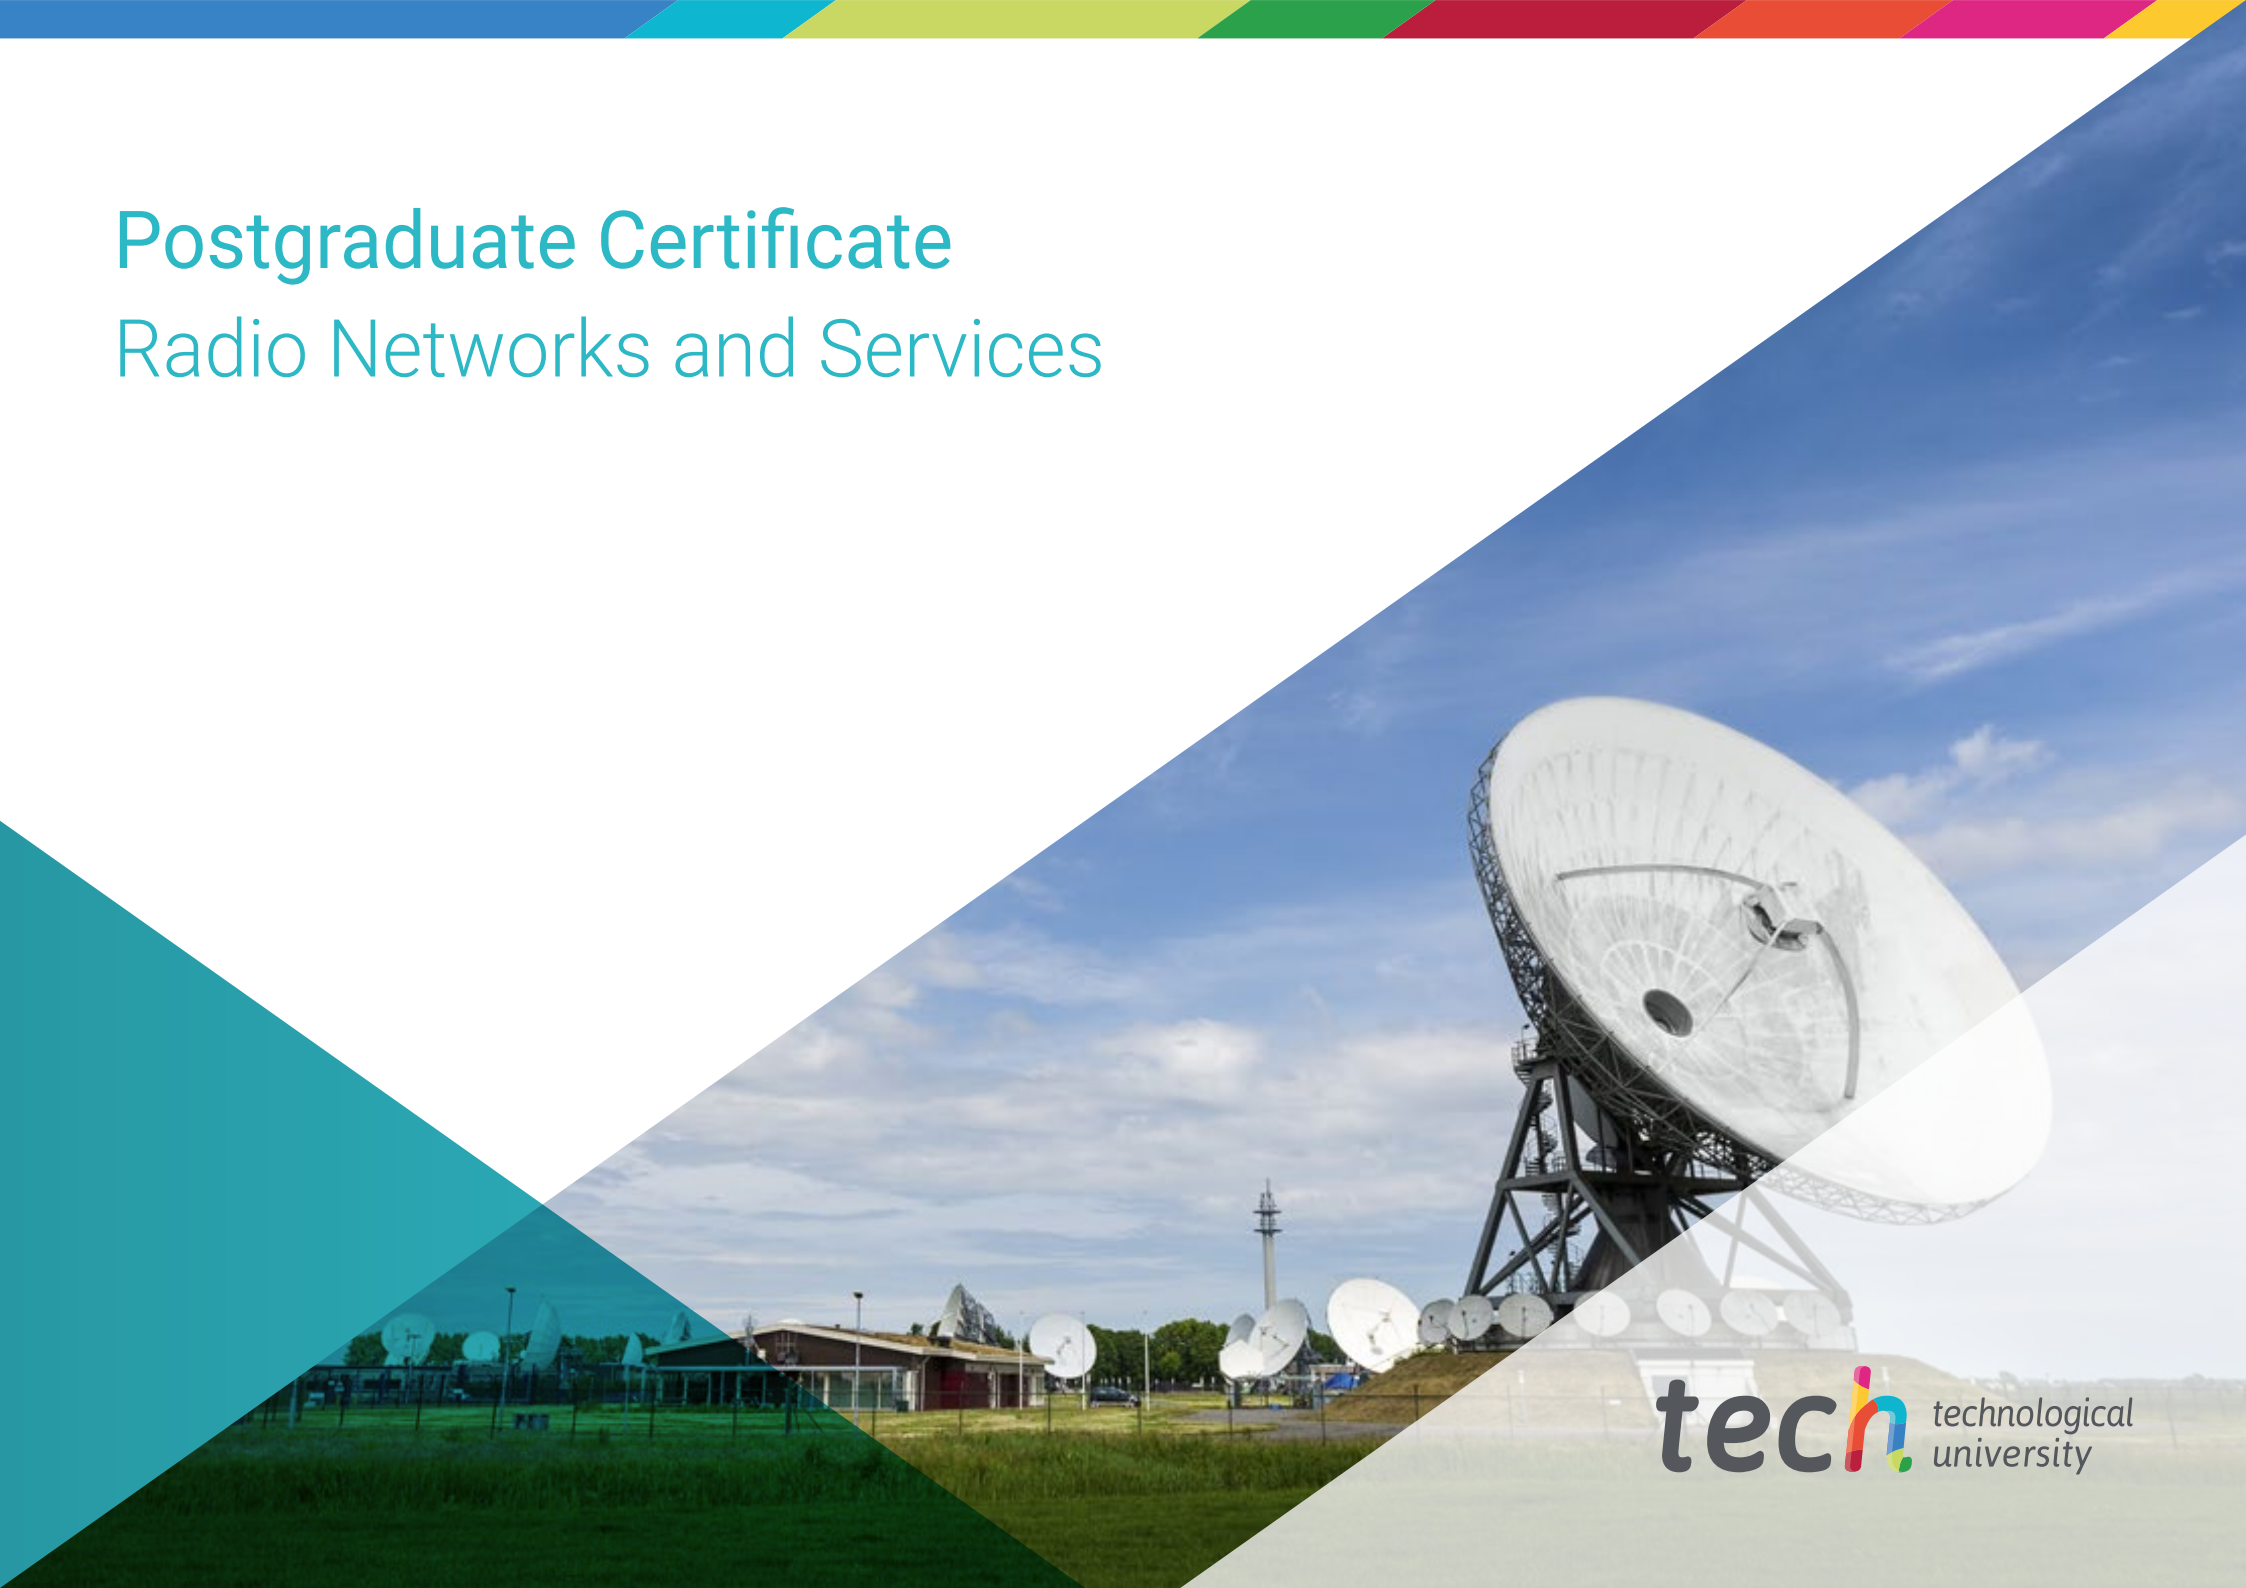 Postgraduate Certificate
Radio Networks and Services
tech technological
university